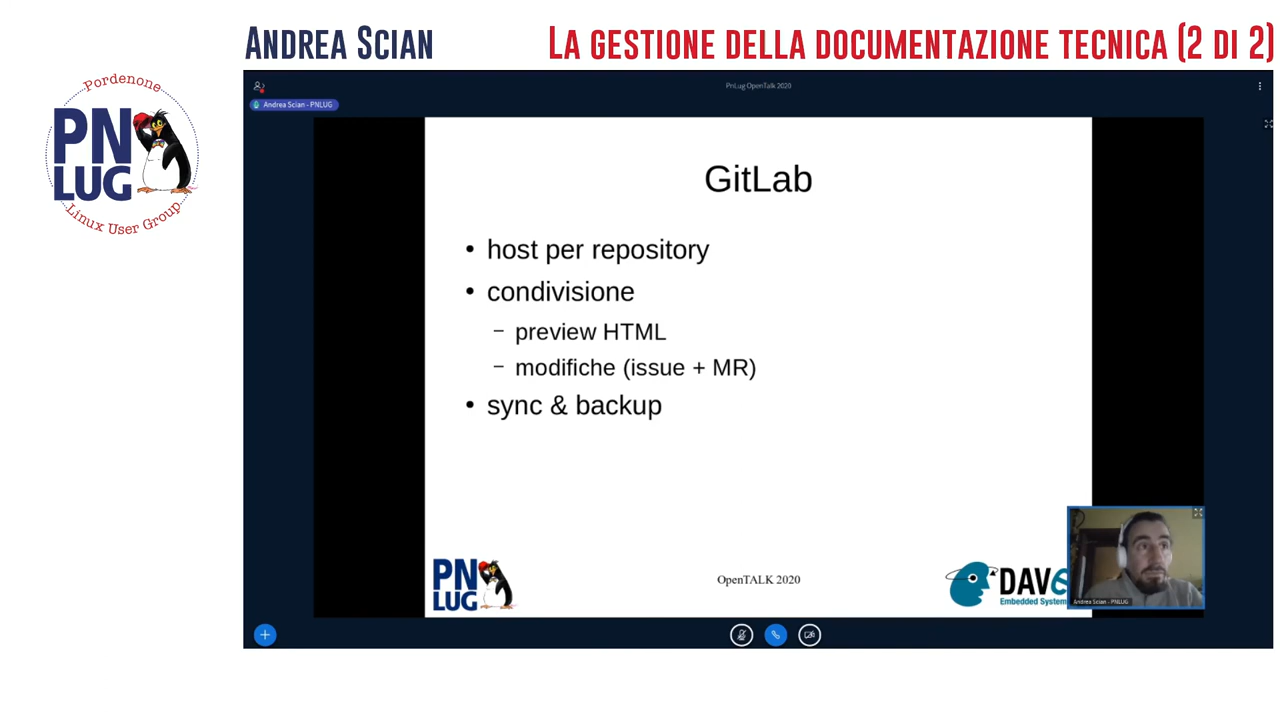 ANDREA SCIAN
LA GESTIONE DELLA DOCUMENTAZIONE TECNICA (2 DI 2)
Pordenone
PN
LUG
Linux User Group
PnLug OpenTalk 2020
Andrea Scian - PNLUG
GitLab
• host per repository
• condivisione
– preview HTML
– modifiche (issue + MR)
• sync & backup
PN
LUG
OpenTALK 2020
DAVE
Embedded System
Andrea Scian - PNLUG